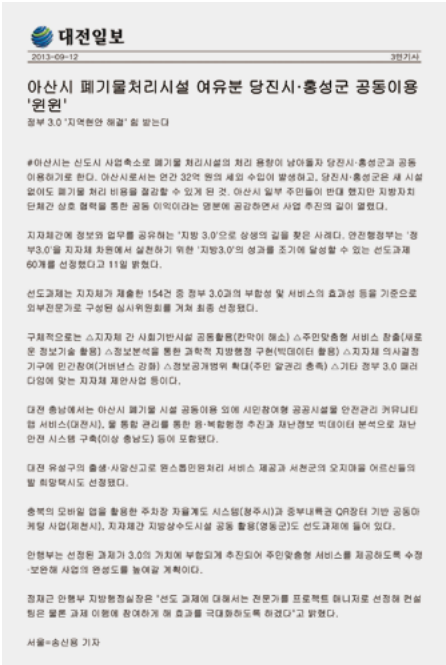 대전일보
2013-09-12 3면기사
아산시 폐기물처리시설 여유분 당진시·홍성군 공동이용
'윈윈'
정부 3.0 '지역현안 해결' 힘 받는다
#아산시는 신도시 사업축소로 폐기물 처리시설의 처리 용량이 남아돌자 당진시·홍성군과 공동
이용하기로 한다. 아산시로서는 연간 32억 원의 세외 수입이 발생하고, 당진시·홍성군은 새 시설
없이도 폐기물 처리 비용을 절감할 수 있게 된 것. 아산시 일부 주민들이 반대 했지만 지방자치
단체간 상호 협력을 통한 공동 이익이라는 명분에 공감하면서 사업 추진의 길이 열렸다.
지자체간에 정보와 업무를 공유하는 '지방 3.0'으로 상생의 길을 찾은 사례다. 안전행정부는 '정
부3.0'을 지자체 차원에서 실천하기 위한 '지방3.0'의 성과를 조기에 달성할 수 있는 선도과제
60개를 선정했다고 11일 밝혔다.
선도과제는 지자체가 제출한 154건 중 정부 3.0과의 부합성 및 서비스의 효과성 등을 기준으로
외부전문가로 구성된 심사위원회를 거쳐 최종 선정됐다.
구체적으로는 △지자체 간 사회기반시설 공동활용(칸막이 해소) △주민맞춤형 서비스 창출(새로
운 정보기술 활용) △정보분석을 통한 과학적 지방행정 구현(빅데이터 활용) △지자체 의사결정
기구에 민간참여(거버넌스 강화) △정보공개범위 확대(주민 알권리 충족) △기타 정부 3.0 패러
다임에 맞는 지자체 제안사업 등이다.
대전 충남에서는 아산시 폐기물 시설 공동이용 외에 시민참여형 공공시설물 안전관리 커뮤니티
맵 서비스(대전시), 물 통합 관리를 통한 융·복합행정 추진과 재난정보 빅데이터 분석으로 재난
안전 시스템 구축(이상 충남도) 등이 포함됐다.
대전 유성구의 출생·사망신고로 원스톱민원처리 서비스 제공과 서천군의 오지마을 어르신들의
발 희망택시도 선정됐다.
충북의 모바일 앱을 활용한 주차장 자율개도 시스템(청주시)과 중부내륙권 QR장터 기반 공동마
케팅 사업(제천시), 지자체간 지방상수도시설 공동 활용(영동군)도 선도과제에 들어 있다.
안행부는 선정된 과제가 3.0의 가치에 부합되게 추진되어 주민맞춤형 서비스를 제공하도록 수정
·보완해 사업의 완성도를 높여갈 계획이다.
정재근 안행부 지방행정실장은 "선도 과제에 대해서는 전문가를 프로젝트 매니저로 선정해 컨설
팅은 물론 과제 이행에 참여하게 해 효과를 극대화하도록 하겠다"고 밝혔다.
서울=송신용 기자